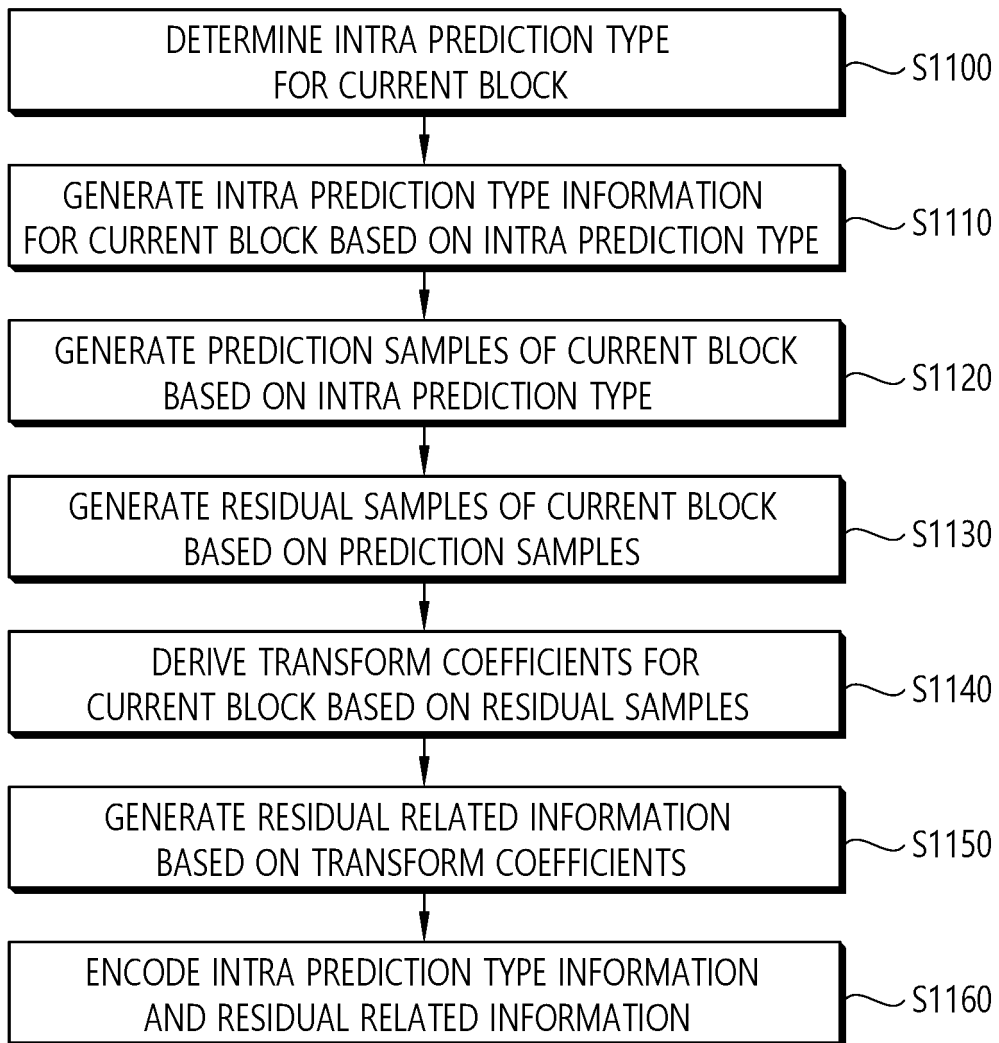 DETERMINE INTRA PREDICTION TYPE
FOR CURRENT BLOCK
S1100
GENERATE INTRA PREDICTION TYPE INFORMATION
FOR CURRENT BLOCK BASED ON INTRA PREDICTION TYPE
S1110
GENERATE PREDICTION SAMPLES OF CURRENT BLOCK
BASED ON INTRA PREDICTION TYPE
S1120
GENERATE RESIDUAL SAMPLES OF CURRENT BLOCK
BASED ON PREDICTION SAMPLES
S1130
DERIVE TRANSFORM COEFFICIENTS FOR
CURRENT BLOCK BASED ON RESIDUAL SAMPLES
S1140
GENERATE RESIDUAL RELATED INFORMATION
BASED ON TRANSFORM COEFFICIENTS
S1150
ENCODE INTRA PREDICTION TYPE INFORMATION
AND RESIDUAL RELATED INFORMATION
S1160